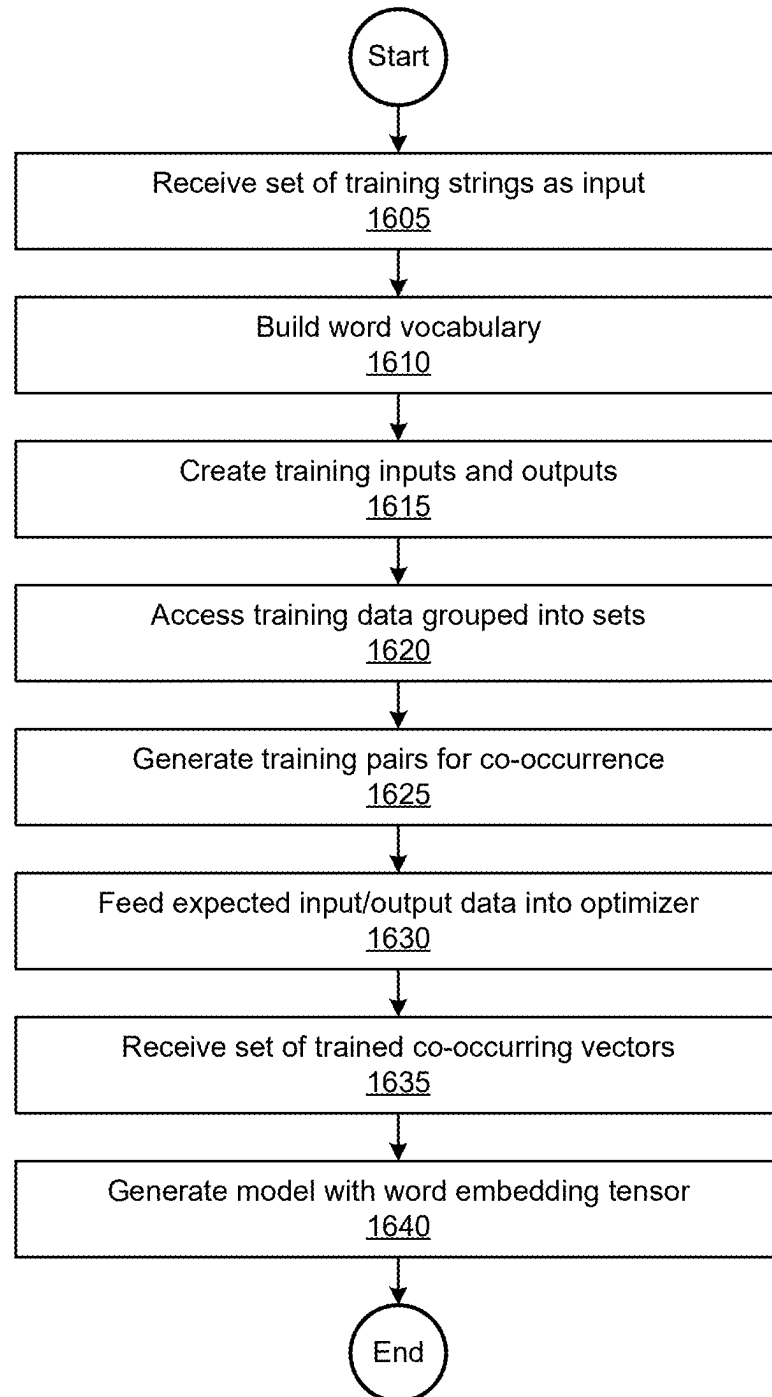 Start
Receive set of training strings as input
1605
Build word vocabulary
1610
Create training inputs and outputs
1615
Access training data grouped into sets
1620
Generate training pairs for co-occurrence
1625
Feed expected input/output data into optimizer
1630
Receive set of trained co-occurring vectors
1635
Generate model with word embedding tensor
1640
End